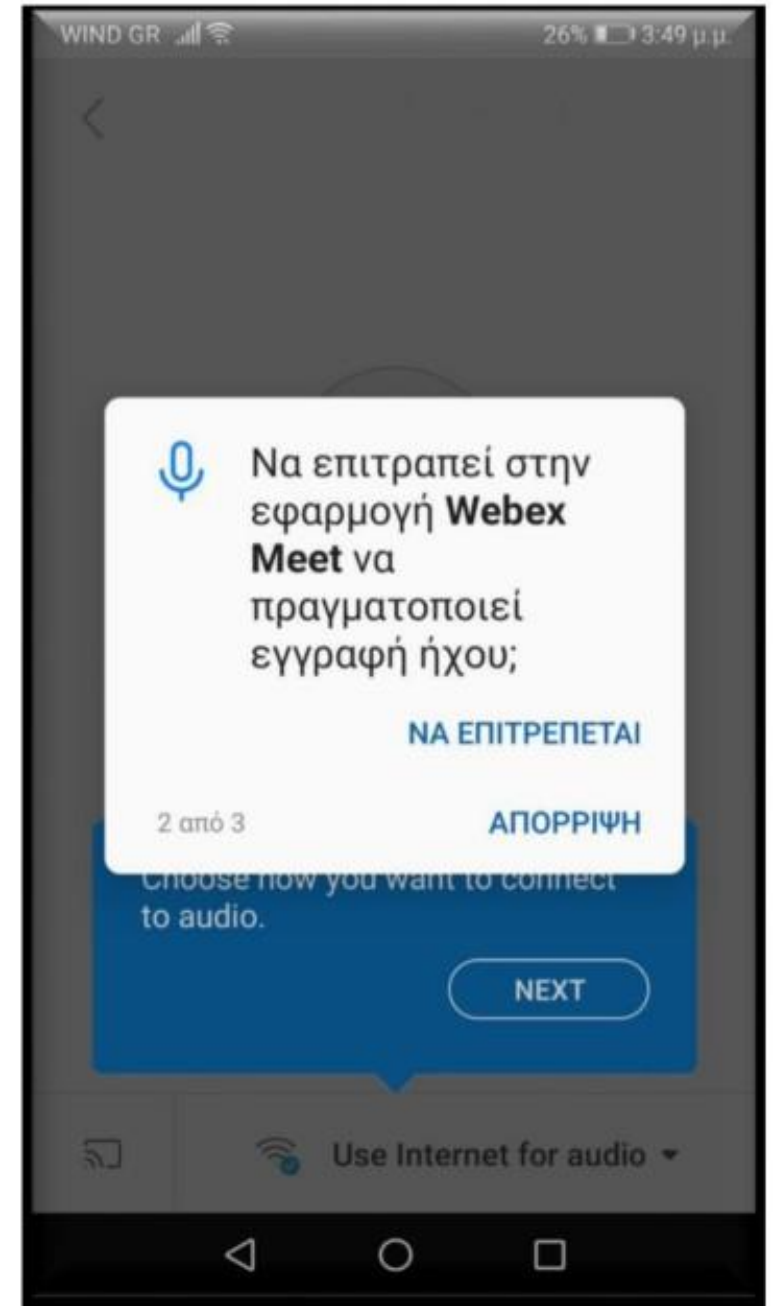 WIND GR 26% 3:49 μ.μ.
Να επιτραπεί στην
εφαρμογή Webex
Meet να
πραγματοποιεί
εγγραφή ήχου;
ΝΑ ΕΠΙΤΡΕΠΕΤΑΙ
2 από 3 ΑΠΟΡΡΙΨΗ
Choose how you want to connect
to audio.
NEXT
Use Internet for audio